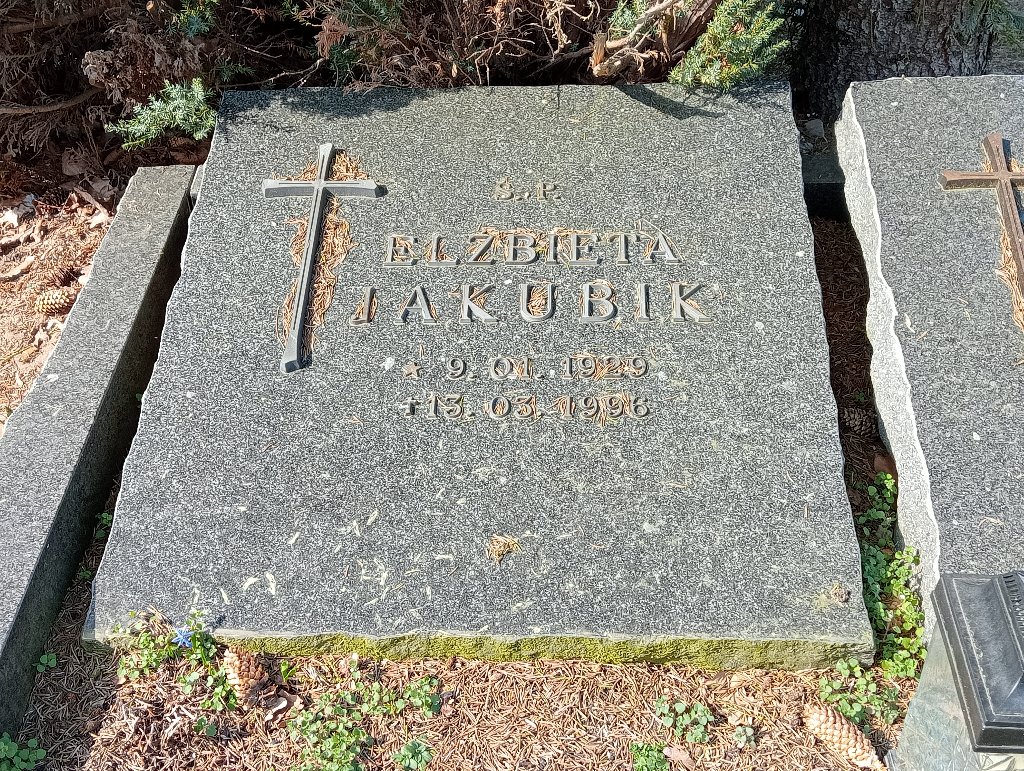 Ś.P.
ELŻBIETA
JAKUBIK
* 9. 01. 1929
✝ 13. 03. 1996